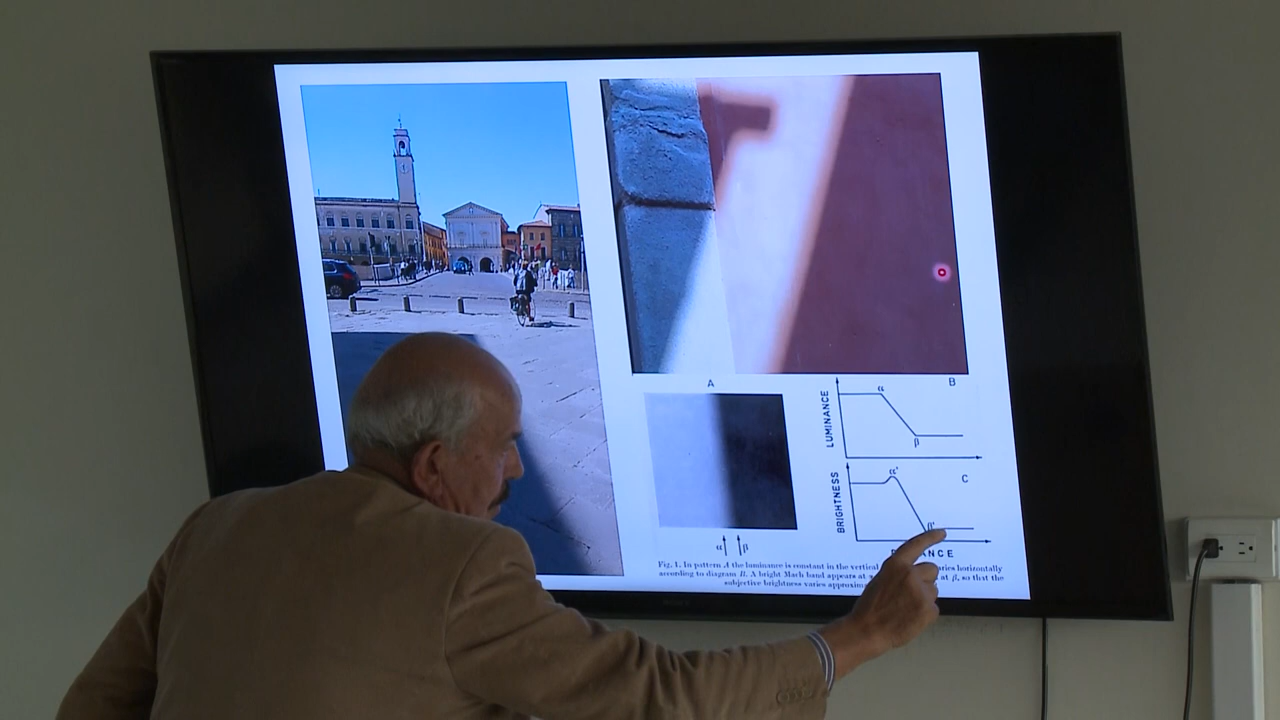 A
B
LUMINANCE
α
β
BRIGHTNESS
α'
β'
C
α β
Fig. 1. In pattern A the luminance is constant in the vertical varies horizontally
according to diagram B. A bright Mach band appears at at β, so that the
subjective brightness varies